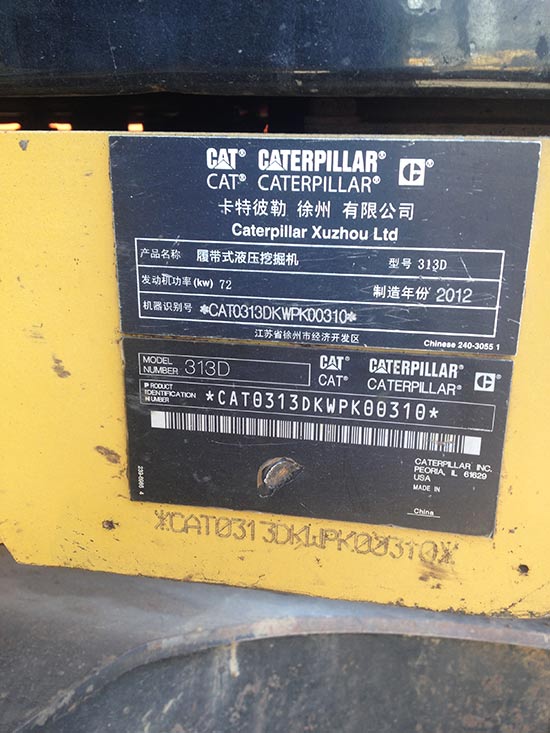 CAT® CATERPILLAR® C®
CAT® CATERPILLAR®
卡特彼勒 徐州 有限公司
Caterpillar Xuzhou Ltd
产品名称 履带式液压挖掘机 型号 313D
发动机功率(kw) 72 制造年份 2012
机器识别号 *CAT0313DKWPK00310*
江苏省徐州市经济开发区 Chinese 240-3055 1
MODEL NUMBER 313D
CAT® CATERPILLAR® C®
CAT® CATERPILLAR®
PRODUCT IDENTIFICATION NUMBER *CAT0313DKWPK00310*
CATERPILLAR INC.
PEORIA, IL 61629
USA
MADE IN
China
*CAT0313DKWPK00310*